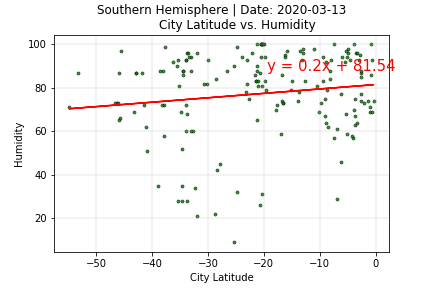 Southern Hemisphere | Date: 2020-03-13
City Latitude vs. Humidity
100
y = 0.2x + 81.54
80
60
40
20
Humidity
−50
−40
−30
−20
−10
0
City Latitude